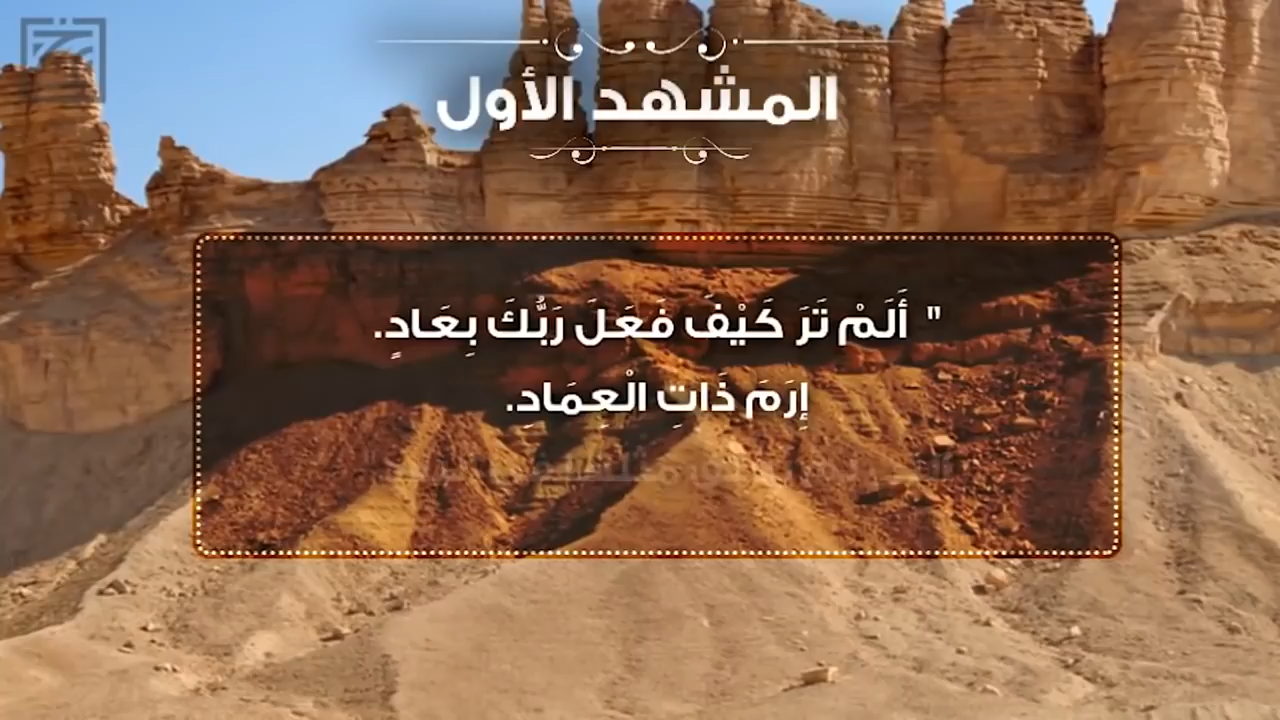 المشهد الأول
" أَلَمْ تَرَ كَيْفَ فَعَلَ رَبُّكَ بِعَادٍ.
إِرَمَ ذَاتِ الْعِمَادِ.